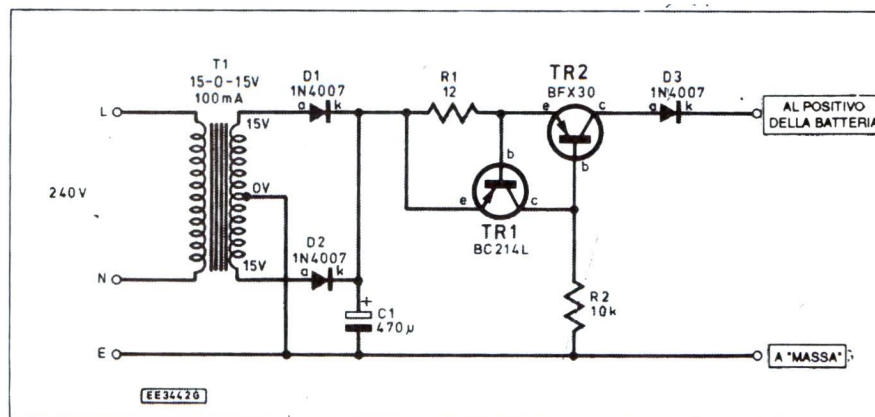 T1
15-0-15V
100mA
D1
1N4007
a k
R1
12
TR2
BFX30
e c
b
D3
1N4007
a k
L
15V
AL POSITIVO
DELLA BATTERIA
b
240V
0V
e c
TR1
BC214L
D2
1N4007
a k
N
15V
+
C1
470µ
R2
10k
E
A "MASSA"
EE3442G